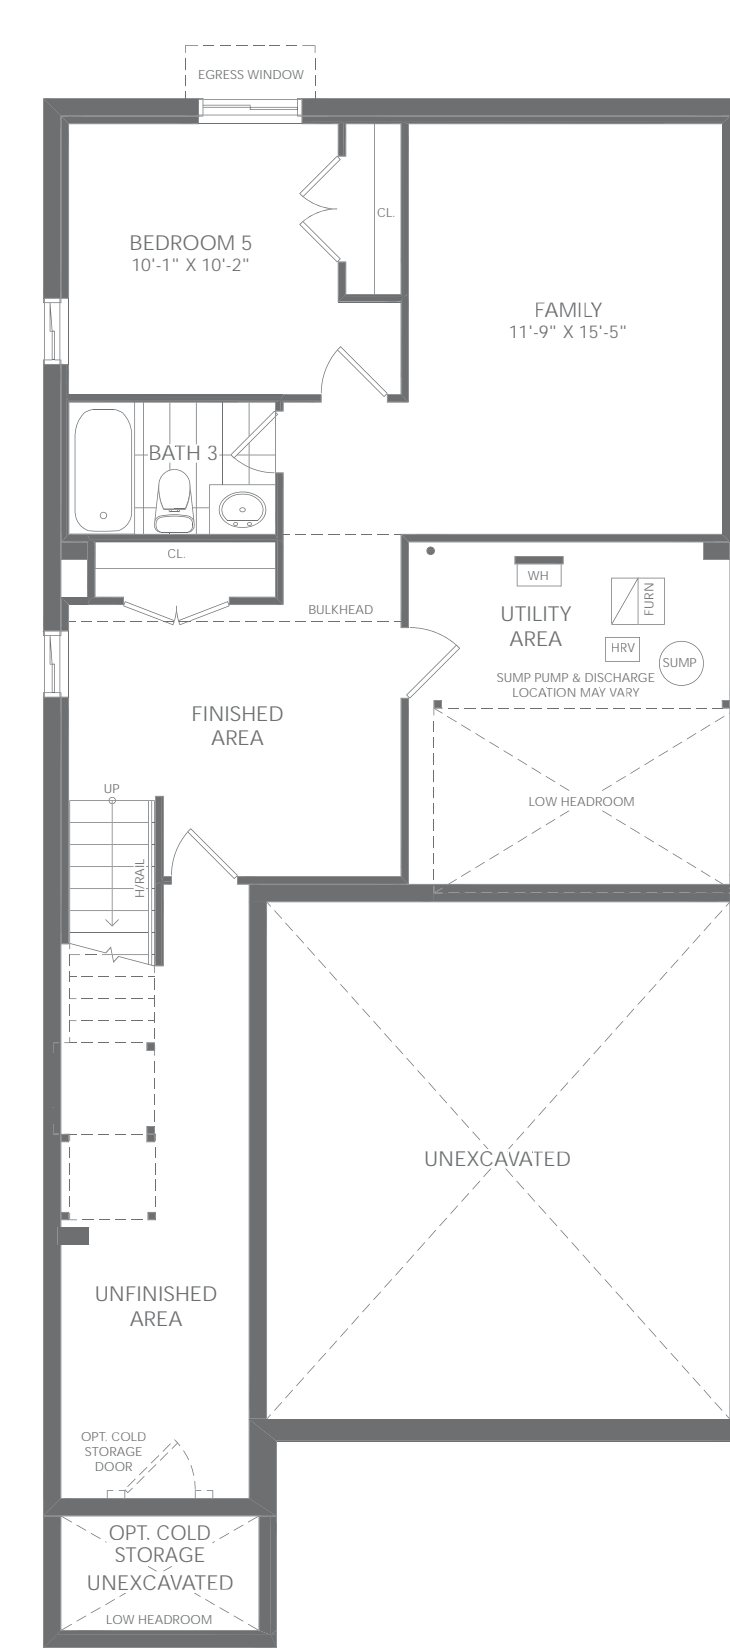 EGRESS WINDOW
CL.
BEDROOM 5
10'-1" X 10'-2"
FAMILY
11'-9" X 15'-5"
BATH 3
CL.
WH
FURN
BULKHEAD
UTILITY
AREA
HRV
SUMP
SUMP PUMP & DISCHARGE
LOCATION MAY VARY
FINISHED
AREA
UP
LOW HEADROOM
H/RAIL
UNEXCAVATED
UNFINISHED
AREA
OPT. COLD
STORAGE
DOOR
OPT. COLD
STORAGE
UNEXCAVATED
LOW HEADROOM